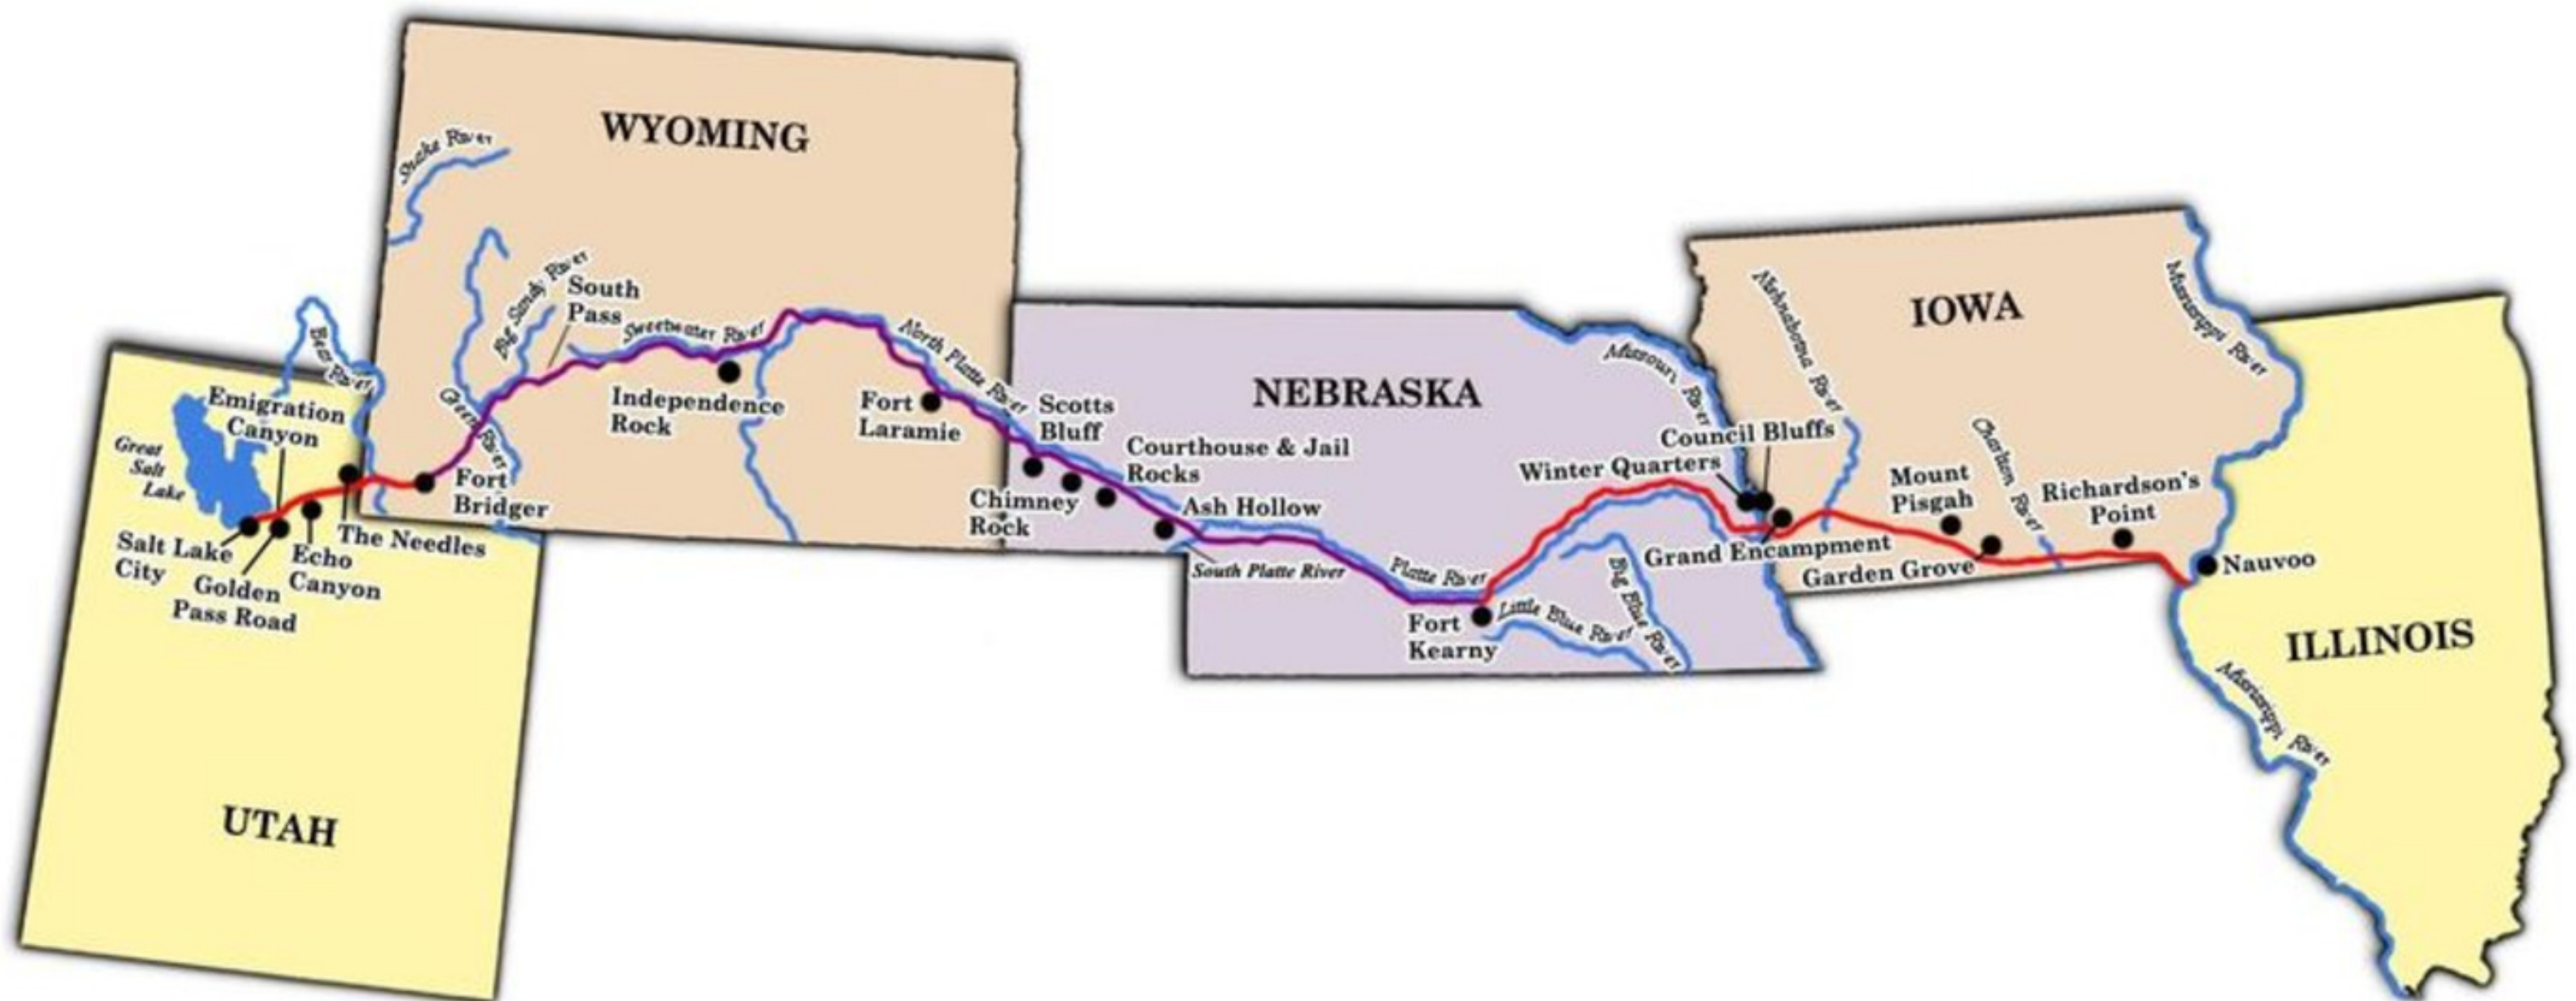 WYOMING
Snake River
Big Sandy River
South
Pass
Sweetwater River
Independence
Rock
North Platte River
Fort
Laramie
Green River
Fort
Bridger
Bear
River
Emigration
Canyon
Great
Salt
Lake
Salt Lake
City
Golden
Pass Road
Echo
Canyon
The Needles
UTAH
NEBRASKA
Scotts
Bluff
Courthouse & Jail
Rocks
Chimney
Rock
Ash Hollow
South Platte River
Platte River
Fort
Kearny
Little Blue River
Big Blue River
Missouri River
Winter Quarters
Council Bluffs
Grand Encampment
IOWA
Nishnabotna River
Mount
Pisgah
Garden Grove
Chariton River
Richardson's
Point
Mississippi River
Nauvoo
ILLINOIS
Mississippi River